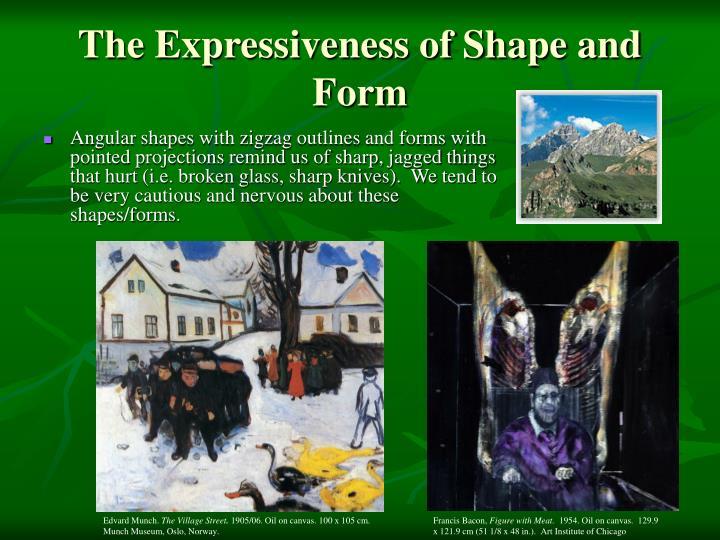 The Expressiveness of Shape and
Form
Angular shapes with zigzag outlines and forms with
pointed projections remind us of sharp, jagged things
that hurt (i.e. broken glass, sharp knives).  We tend to
be very cautious and nervous about these
shapes/forms.
Edvard Munch. The Village Street. 1905/06. Oil on canvas. 100 x 105 cm.
Munch Museum, Oslo, Norway.
Francis Bacon, Figure with Meat.  1954. Oil on canvas.  129.9
x 121.9 cm (51 1/8 x 48 in.).  Art Institute of Chicago